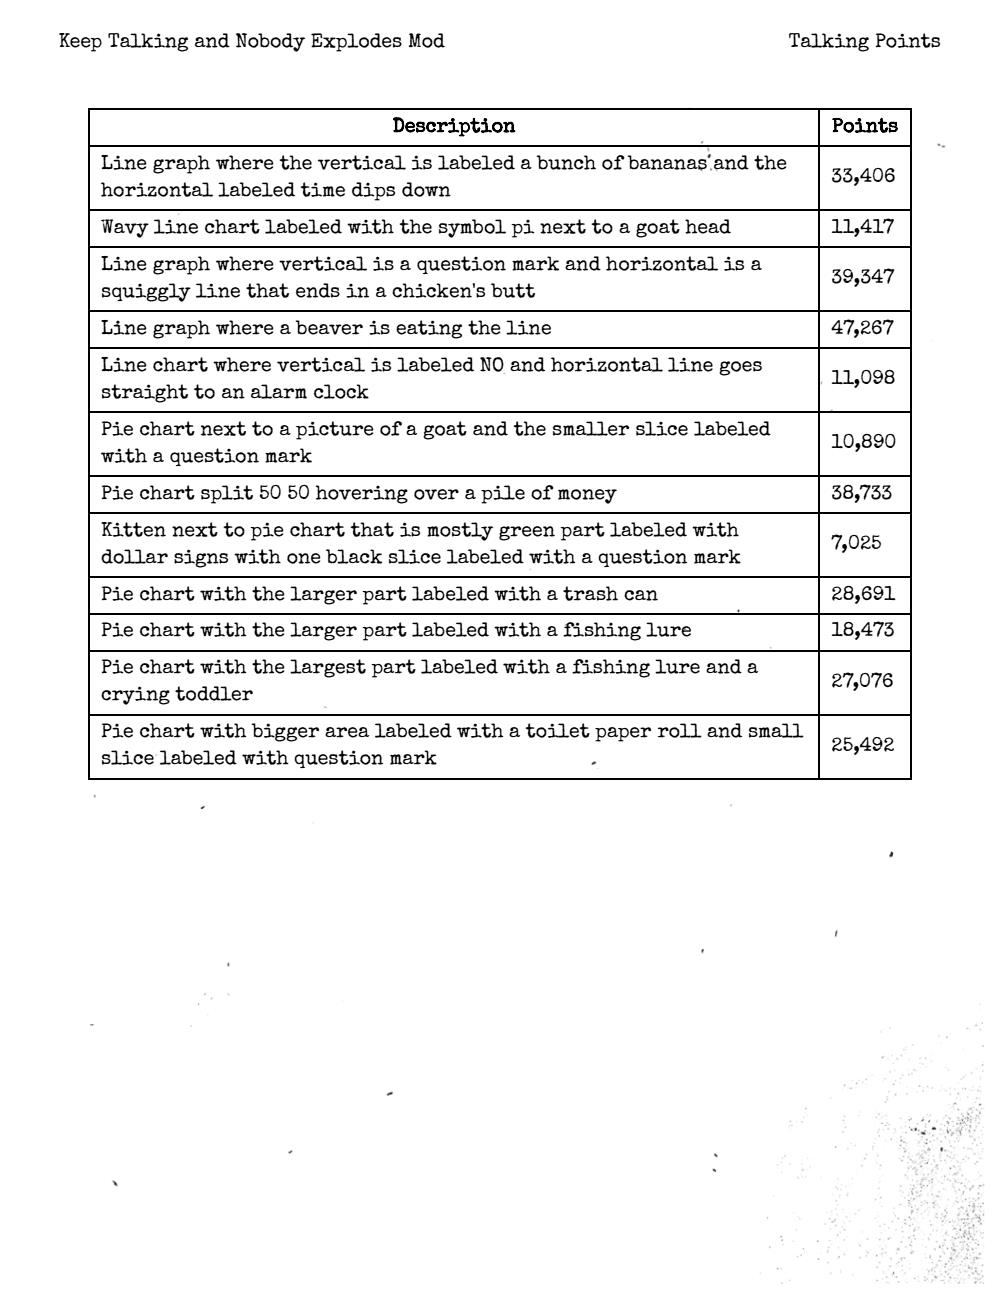 Keep Talking and Nobody Explodes Mod
Talking Points
Description
Points
Line graph where the vertical is labeled a bunch of bananas and the
horizontal labeled time dips down
33,406
Wavy line chart labeled with the symbol pi next to a goat head
11,417
Line graph where vertical is a question mark and horizontal is a
squiggly line that ends in a chicken's butt
39,347
Line graph where a beaver is eating the line
47,267
Line chart where vertical is labeled NO and horizontal line goes
straight to an alarm clock
11,098
Pie chart next to a picture of a goat and the smaller slice labeled
with a question mark
10,890
Pie chart split 50 50 hovering over a pile of money
38,733
Kitten next to pie chart that is mostly green part labeled with
dollar signs with one black slice labeled with a question mark
7,025
Pie chart with the larger part labeled with a trash can
28,691
Pie chart with the larger part labeled with a fishing lure
18,473
Pie chart with the largest part labeled with a fishing lure and a
crying toddler
27,076
Pie chart with bigger area labeled with a toilet paper roll and small
slice labeled with question mark
25,492